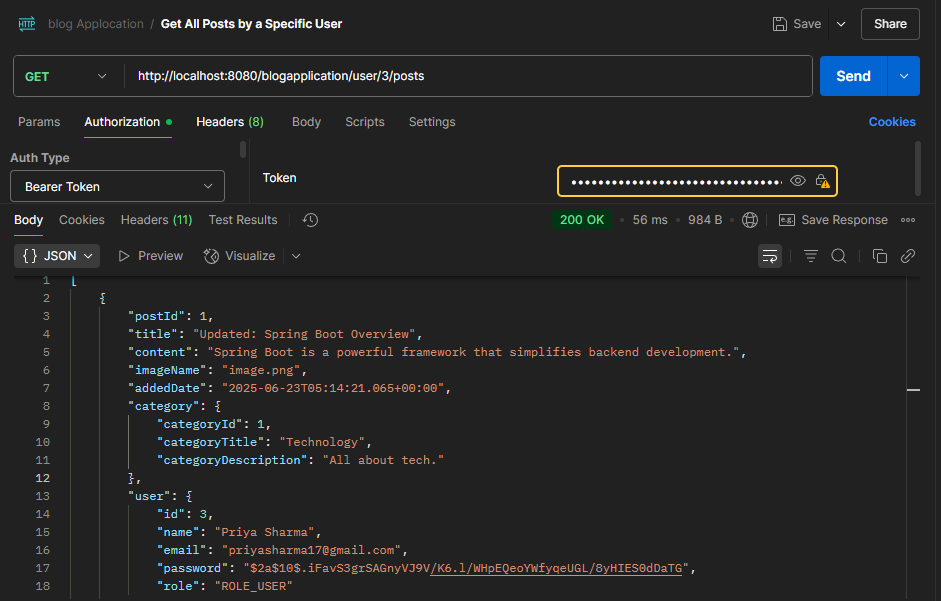 HTTP blog Applocation / Get All Posts by a Specific User Save Share
GET http://localhost:8080/blogapplication/user/3/posts Send
Params Authorization Headers (8) Body Scripts Settings Cookies
Auth Type
Bearer Token
Token
Body Cookies Headers (11) Test Results 200 OK • 56 ms • 984 B e.g. Save Response
{} JSON Preview Visualize
1 [
2 {
3 "postId": 1,
4 "title": "Updated: Spring Boot Overview",
5 "content": "Spring Boot is a powerful framework that simplifies backend development.",
6 "imageName": "image.png",
7 "addedDate": "2025-06-23T05:14:21.065+00:00",
8 "category": {
9 "categoryId": 1,
10 "categoryTitle": "Technology",
11 "categoryDescription": "All about tech."
12 },
13 "user": {
14 "id": 3,
15 "name": "Priya Sharma",
16 "email": "priyasharma17@gmail.com",
17 "password": "$2a$10$.iFavS3grSAGnyVJ9V/K6.l/WHpEQeoYWfyqeUGL/8yHIES0dDaTG",
18 "role": "ROLE_USER"